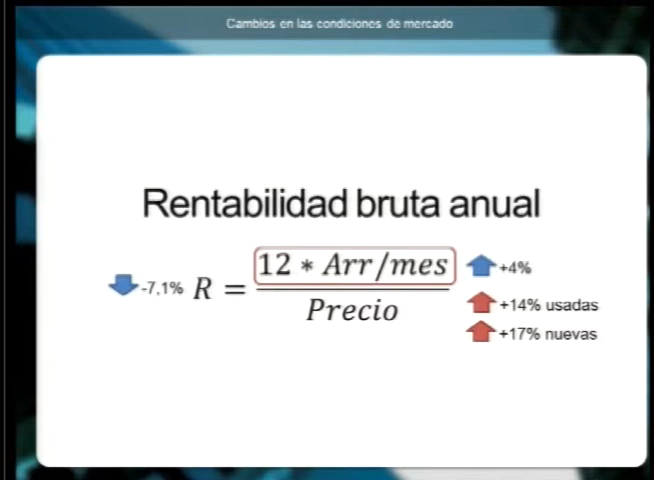 Cambios en las condiciones de mercado
Rentabilidad bruta anual
-7,1% R = 12 * Arr/mes / Precio
+4%
+14% usadas
+17% nuevas